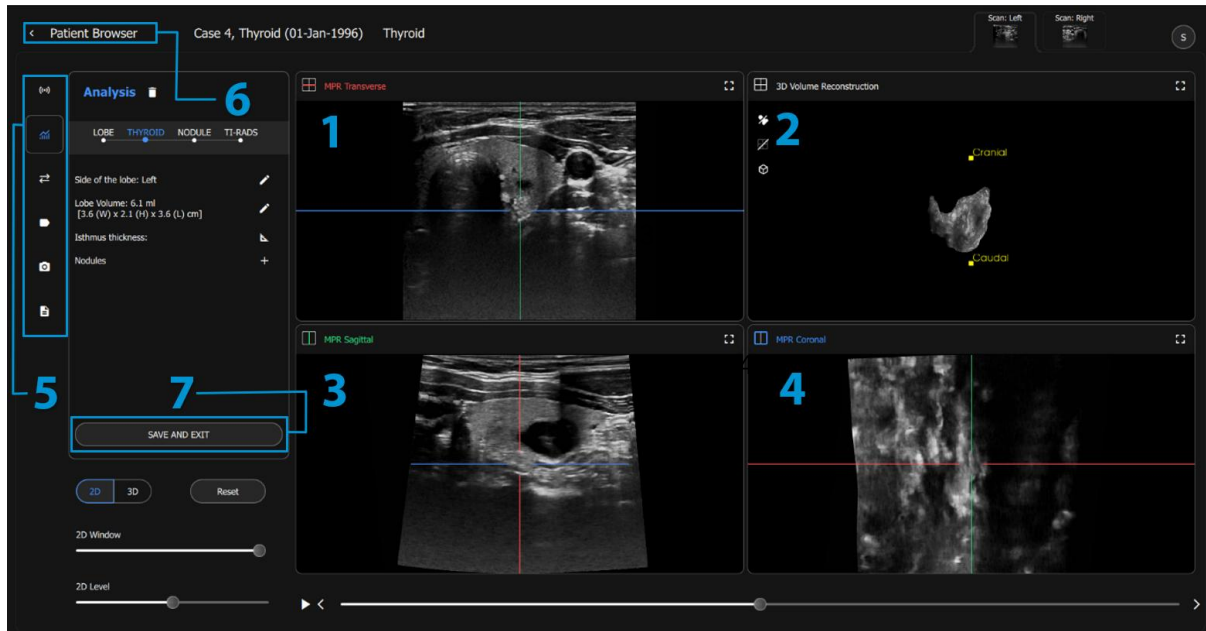 Scan: Left
Scan: Right
Patient Browser
Case 4, Thyroid (01-Jan-1996)
Thyroid
S
6
Analysis
LOBE THYROID NODULE TI-RADS
Side of the lobe: Left
Lobe Volume: 6.1 ml
[3.6 (W) x 2.1 (H) x 3.6 (L) cm]
Isthmus thickness:
Nodules
5
7
SAVE AND EXIT
2D 3D
Reset
2D Window
2D Level
MPR Transverse
1
3D Volume Reconstruction
2
Cranial
Caudal
MPR Sagittal
3
MPR Coronal
4